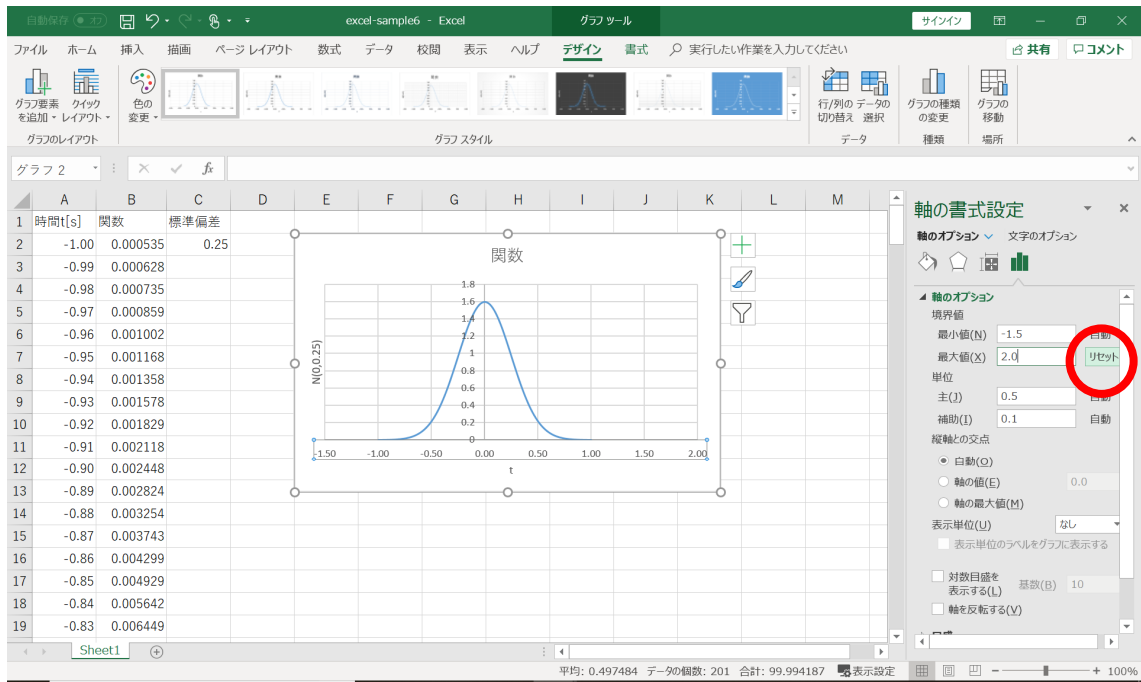 自動保存 オフ excel-sample6 - Excel グラフ ツール サインイン
ファイル ホーム 挿入 描画 ページ レイアウト 数式 データ 校閲 表示 ヘルプ デザイン 書式 実行したい作業を入力してください 共有 コメント
グラフ要素 クイック 色の 行/列の データの グラフの種類 グラフの
を追加 レイアウト 変更 切り替え 選択 の変更 移動
グラフのレイアウト グラフ スタイル データ 種類 場所
グラフ 2 fx
A B C D E F G H I J K L M
1 時間t[s] 関数 標準偏差
2 -1.00 0.000535 0.25
3 -0.99 0.000628
4 -0.98 0.000735
5 -0.97 0.000859
6 -0.96 0.001002
7 -0.95 0.001168
8 -0.94 0.001358
9 -0.93 0.001578
10 -0.92 0.001829
11 -0.91 0.002118
12 -0.90 0.002448
13 -0.89 0.002824
14 -0.88 0.003254
15 -0.87 0.003743
16 -0.86 0.004299
17 -0.85 0.004929
18 -0.84 0.005642
19 -0.83 0.006449
関数
1.8
1.6
1.4
1.2
1
0.8
0.6
0.4
0.2
0
N(0,0.25)
-1.50 -1.00 -0.50 0.00 0.50 1.00 1.50 2.00
t
軸の書式設定
軸のオプション 文字のオプション
軸のオプション
境界値
最小値(N) -1.5 自動
最大値(X) 2.0 リセット
単位
主(J) 0.5 自動
補助(I) 0.1 自動
縦軸との交点
自動(O)
軸の値(E) 0.0
軸の最大値(M)
表示単位(U) なし
表示単位のラベルをグラフに表示する
対数目盛を
表示する(L) 基数(B) 10
軸を反転する(V)
Sheet1
平均: 0.497484 データの個数: 201 合計: 99.994187 表示設定 100%